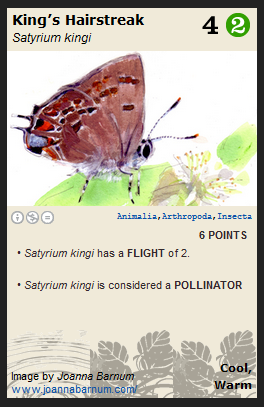 King's Hairstreak
4 2
Satyrium kingi
Animalia,Arthropoda,Insecta
6 POINTS
• Satyrium kingi has a FLIGHT of 2.
• Satyrium kingi is considered a POLLINATOR
Image by Joanna Barnum
www.joannabarnum.com/
Cool,
Warm